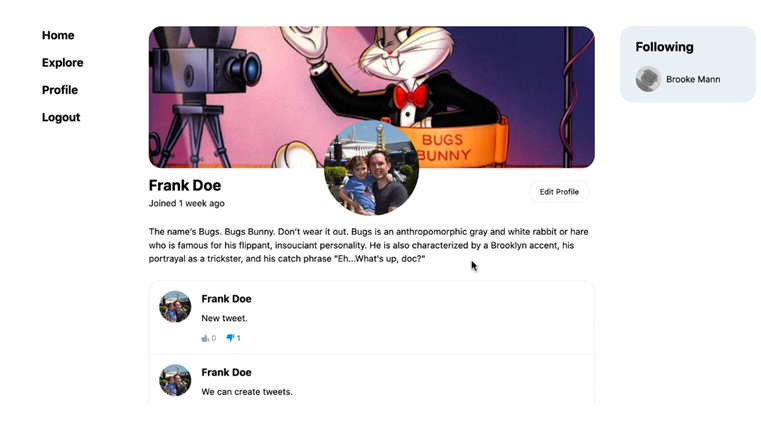 Home
Explore
Profile
Logout
BUGS
BUNNY
Following
Brooke Mann
Frank Doe
Joined 1 week ago
Edit Profile
The name's Bugs. Bugs Bunny. Don't wear it out. Bugs is an anthropomorphic gray and white rabbit or hare
who is famous for his flippant, insouciant personality. He is also characterized by a Brooklyn accent, his
portrayal as a trickster, and his catch phrase "Eh...What's up, doc?"
Frank Doe
New tweet.
0 1
Frank Doe
We can create tweets.